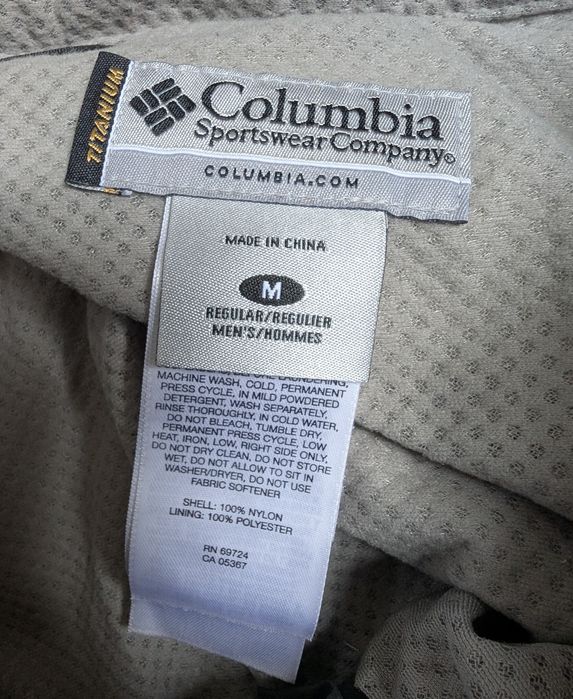 TITANIUM
Columbia
Sportswear Company®
COLUMBIA.COM
MADE IN CHINA
M
REGULAR/REGULIER
MEN'S/HOMMES
LAUNDERING,
MACHINE WASH, COLD, PERMANENT
PRESS CYCLE, IN MILD POWDERED
DETERGENT, WASH SEPARATELY,
RINSE THOROUGHLY, IN COLD WATER,
DO NOT BLEACH, TUMBLE DRY,
PERMANENT PRESS CYCLE, LOW
HEAT, IRON, LOW, RIGHT SIDE ONLY,
DO NOT DRY CLEAN, DO NOT STORE
WET, DO NOT ALLOW TO SIT IN
WASHER/DRYER, DO NOT USE
FABRIC SOFTENER
SHELL: 100% NYLON
LINING: 100% POLYESTER
RN 69724
CA 05367